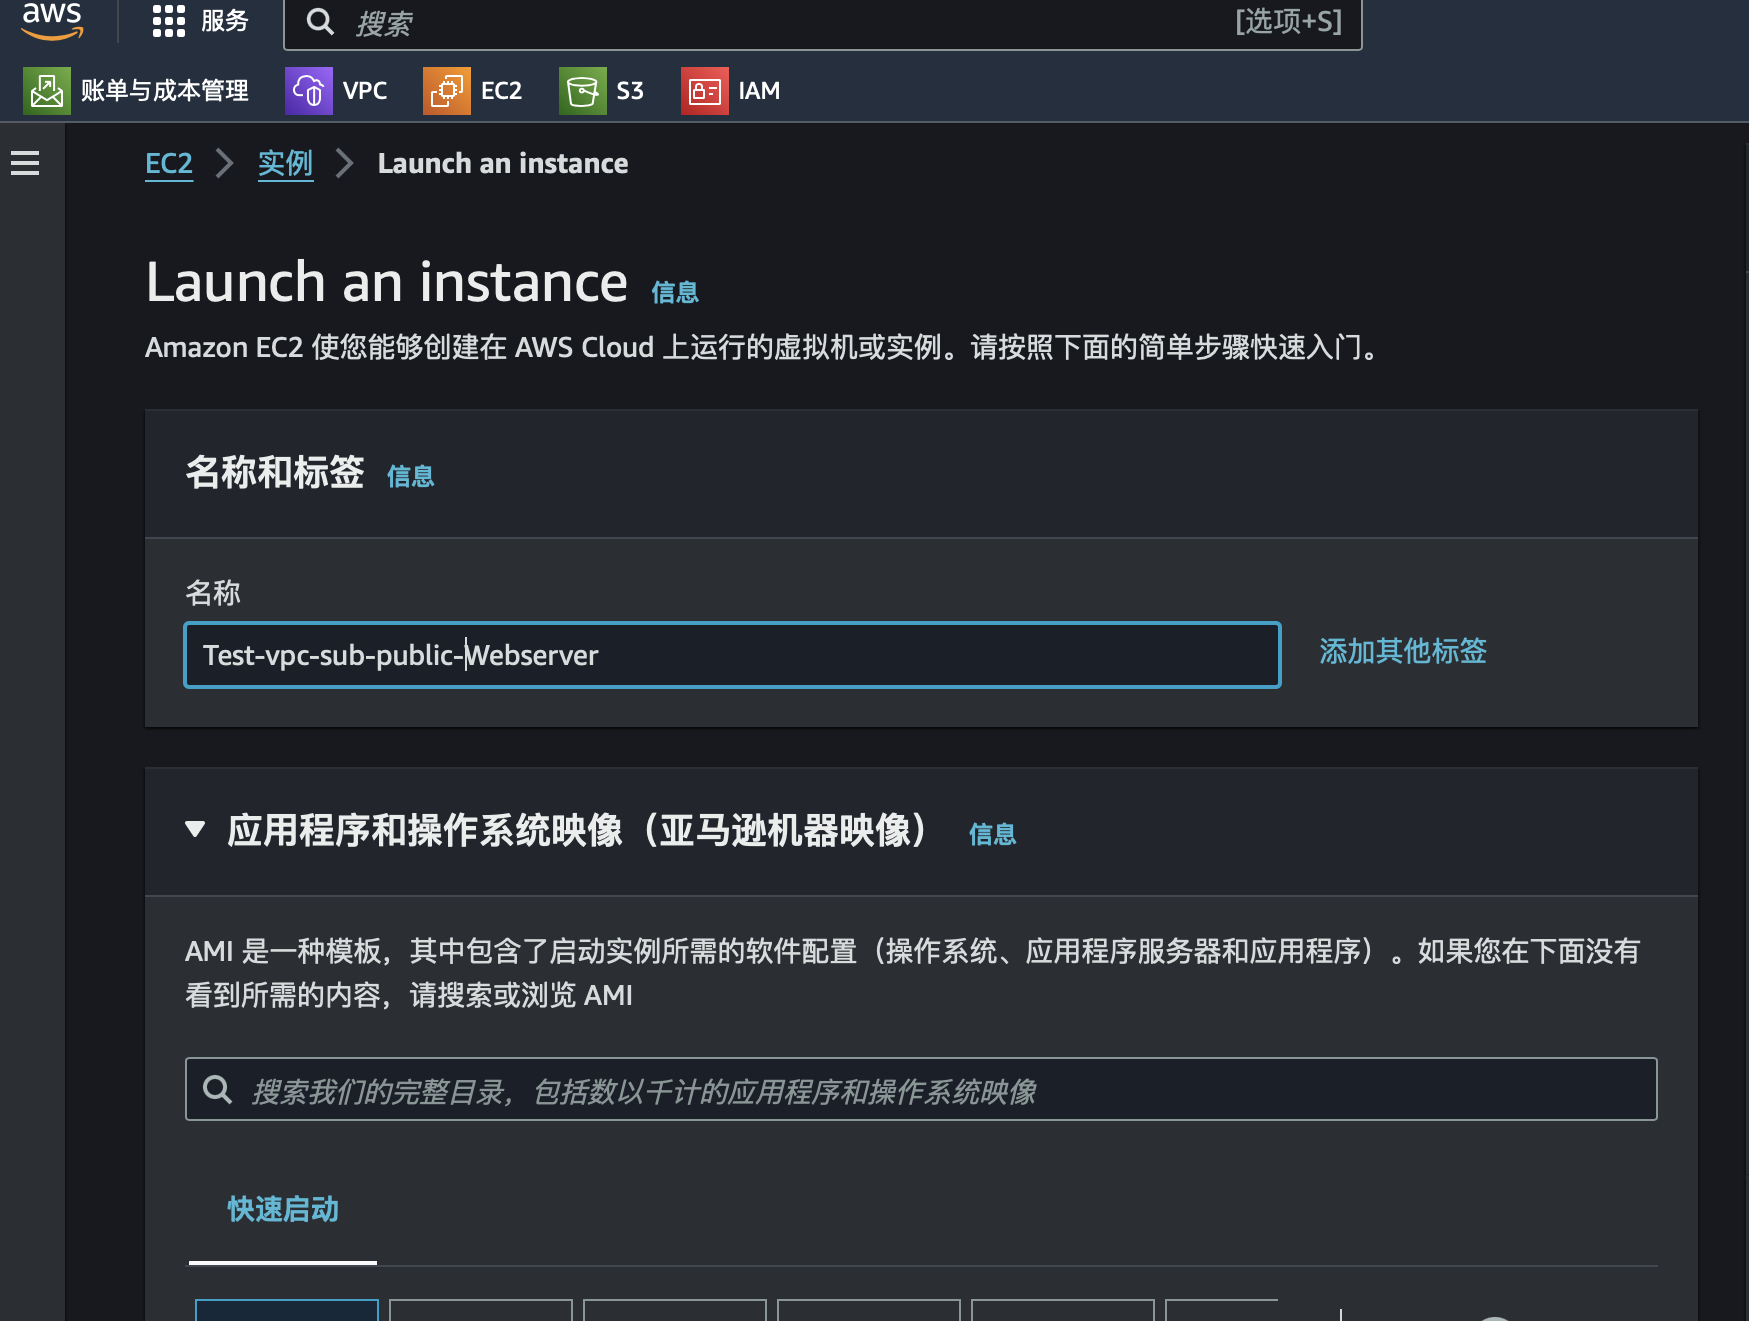 aws
服务
搜索
[选项+S]
账单与成本管理
VPC
EC2
S3
IAM
EC2
实例
Launch an instance
Launch an instance 信息
Amazon EC2 使您能够创建在 AWS Cloud 上运行的虚拟机或实例。请按照下面的简单步骤快速入门。
名称和标签 信息
名称
Test-vpc-sub-public-Webserver
添加其他标签
应用程序和操作系统映像（亚马逊机器映像） 信息
AMI 是一种模板，其中包含了启动实例所需的软件配置（操作系统、应用程序服务器和应用程序）。如果您在下面没有
看到所需的内容，请搜索或浏览 AMI
搜索我们的完整目录，包括数以千计的应用程序和操作系统映像
快速启动